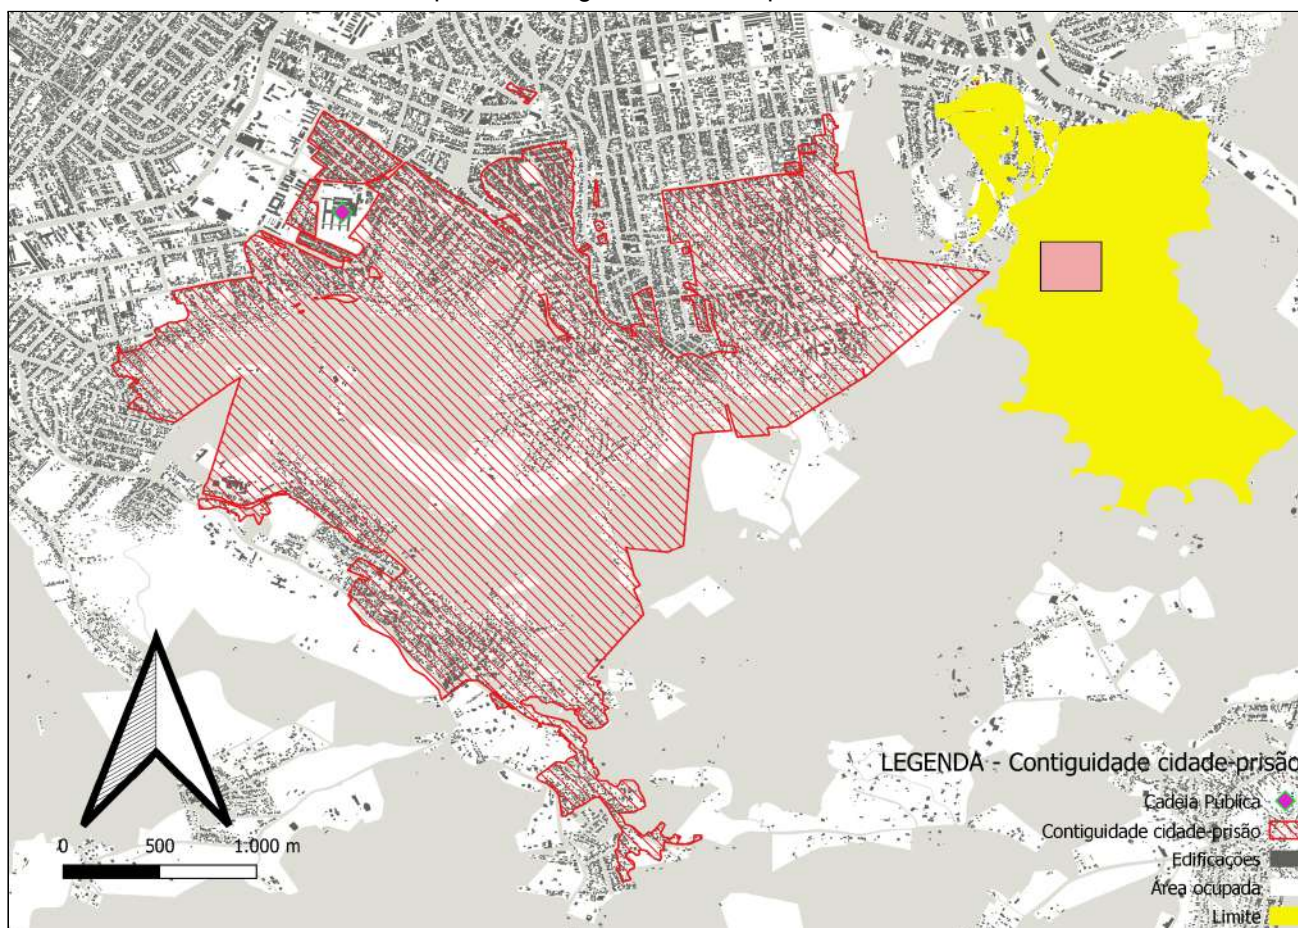 0 500 1.000 m
LEGENDA - Contiguidade cidade-prisão
Cadeia Pública
Contiguidade cidade-prisão
Edificações
Área ocupada
Limite